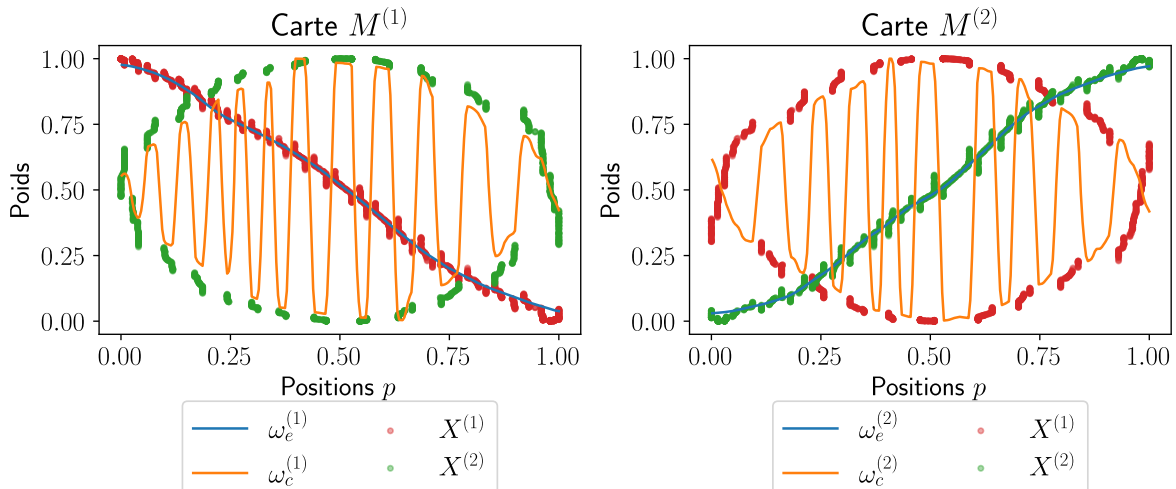 Carte $M^{(1)}$
1.00
0.75
0.50
0.25
0.00
Poids
0.00 0.25 0.50 0.75 1.00
Positions $p$
$\omega_e^{(1)}$ $X^{(1)}$
$\omega_c^{(1)}$ $X^{(2)}$
Carte $M^{(2)}$
1.00
0.75
0.50
0.25
0.00
Poids
0.00 0.25 0.50 0.75 1.00
Positions $p$
$\omega_e^{(2)}$ $X^{(1)}$
$\omega_c^{(2)}$ $X^{(2)}$